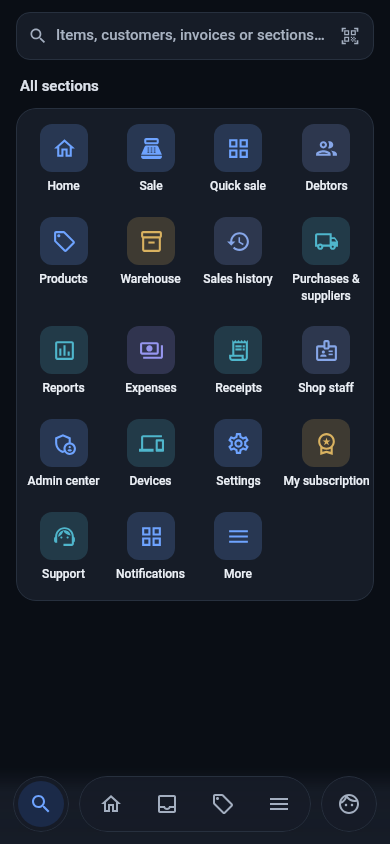 Items, customers, invoices or sections...
All sections
Home
Sale
Quick sale
Debtors
Products
Warehouse
Sales history
Purchases &
suppliers
Reports
Expenses
Receipts
Shop staff
Admin center
Devices
Settings
My subscription
Support
Notifications
More